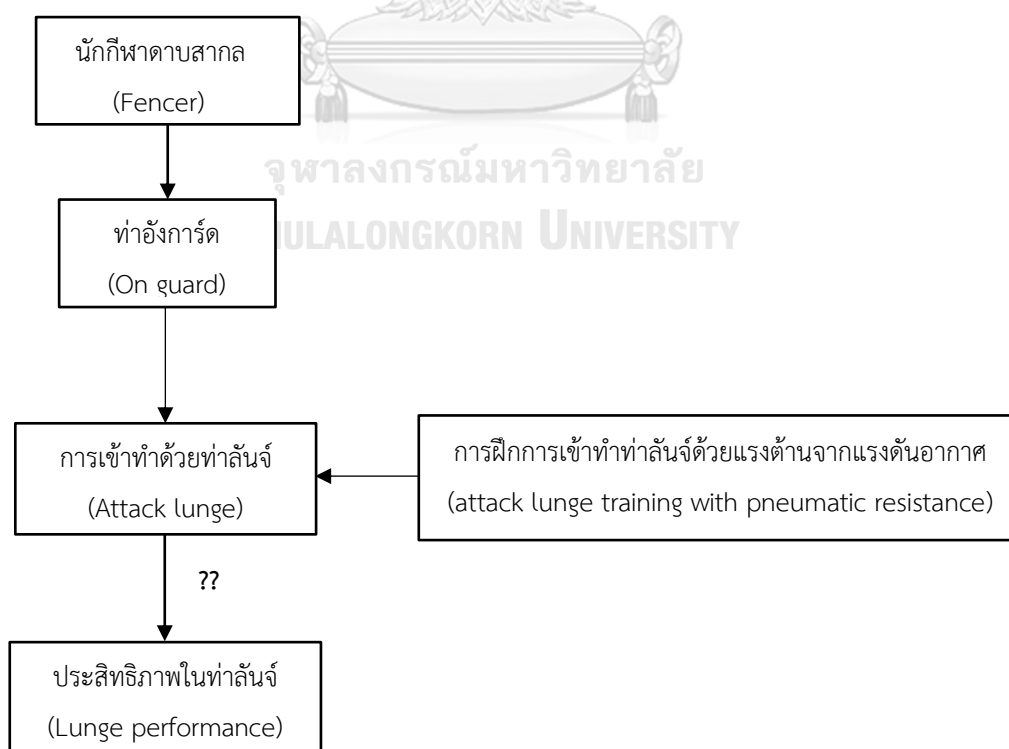 นักกีฬาดาบสากล
(Fencer)
จุฬาลงกรณ์มหาวิทยาลัย
ท่าอังการ์ด
(On guard)
HULALONGKORN UNIVERSITY
การเข้าทำด้วยท่าลันจ์
(Attack lunge)
การฝึกการเข้าทำท่าลันจ์ด้วยแรงต้านจากแรงดันอากาศ
(attack lunge training with pneumatic resistance)
??
ประสิทธิภาพในท่าลันจ์
(Lunge performance)